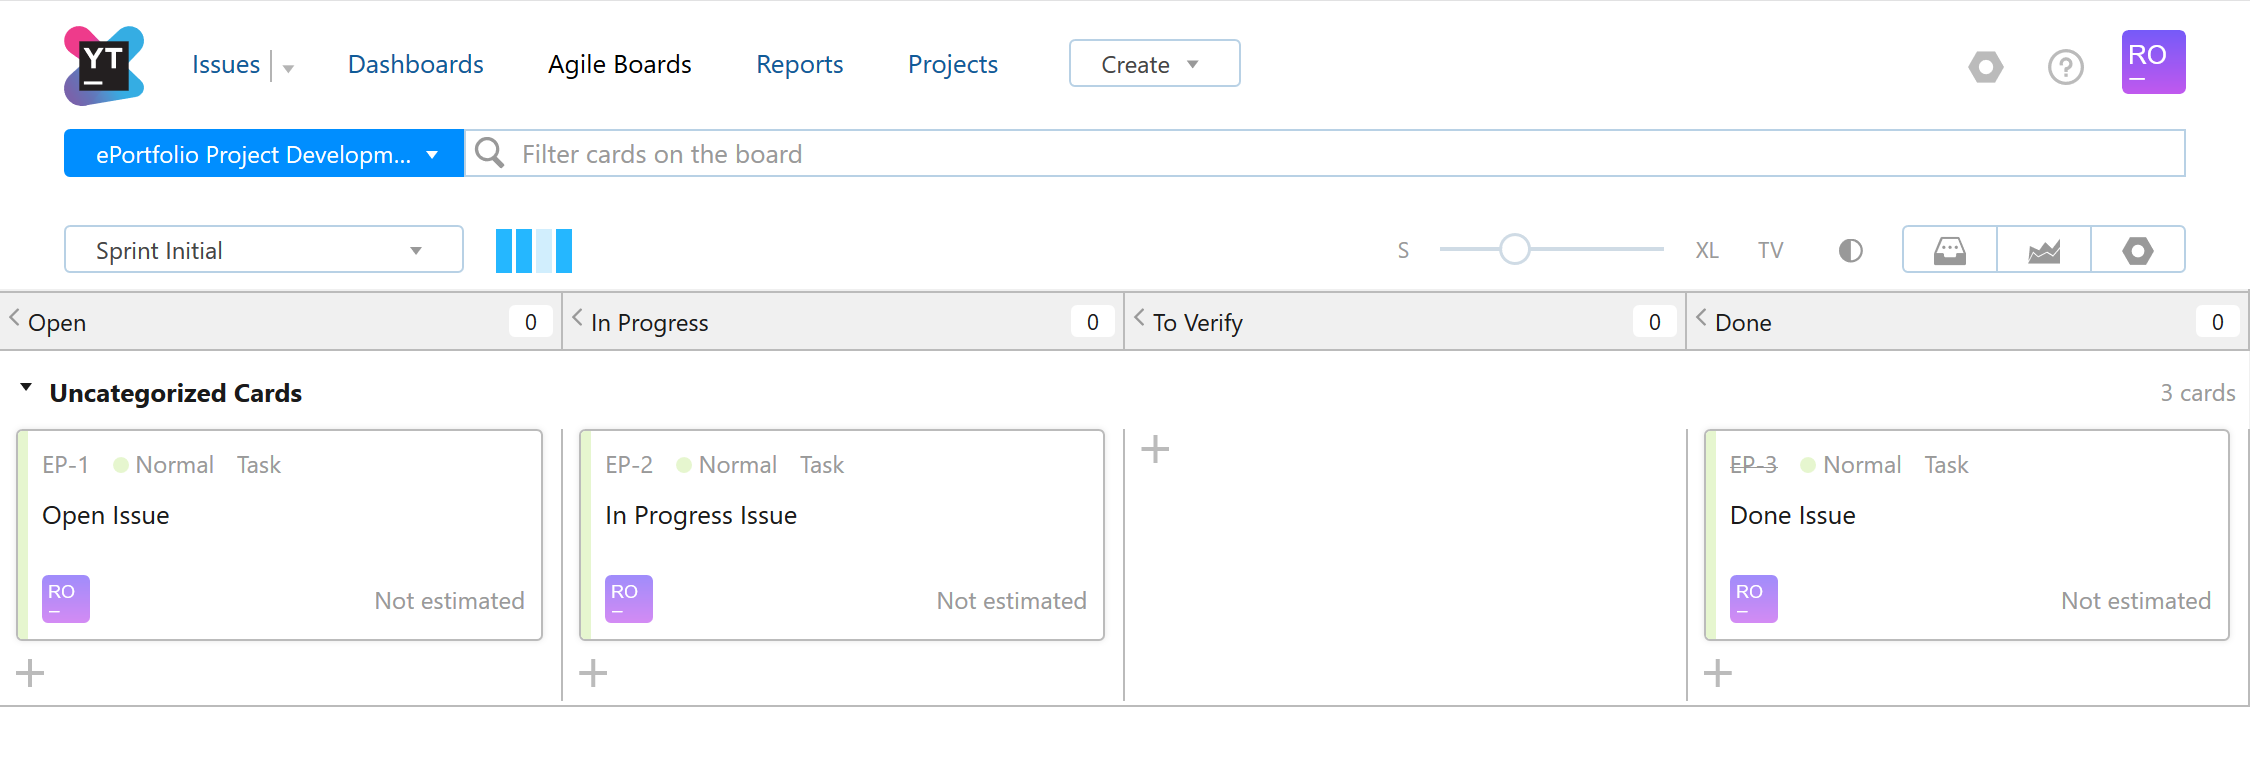 YT
Issues Dashboards Agile Boards Reports Projects Create RO
ePortfolio Project Developm... Filter cards on the board
Sprint Initial S XL TV
Open 0 In Progress 0 To Verify 0 Done 0
Uncategorized Cards 3 cards
EP-1 Normal Task
Open Issue
RO Not estimated
EP-2 Normal Task
In Progress Issue
RO Not estimated
EP-3 Normal Task
Done Issue
RO Not estimated